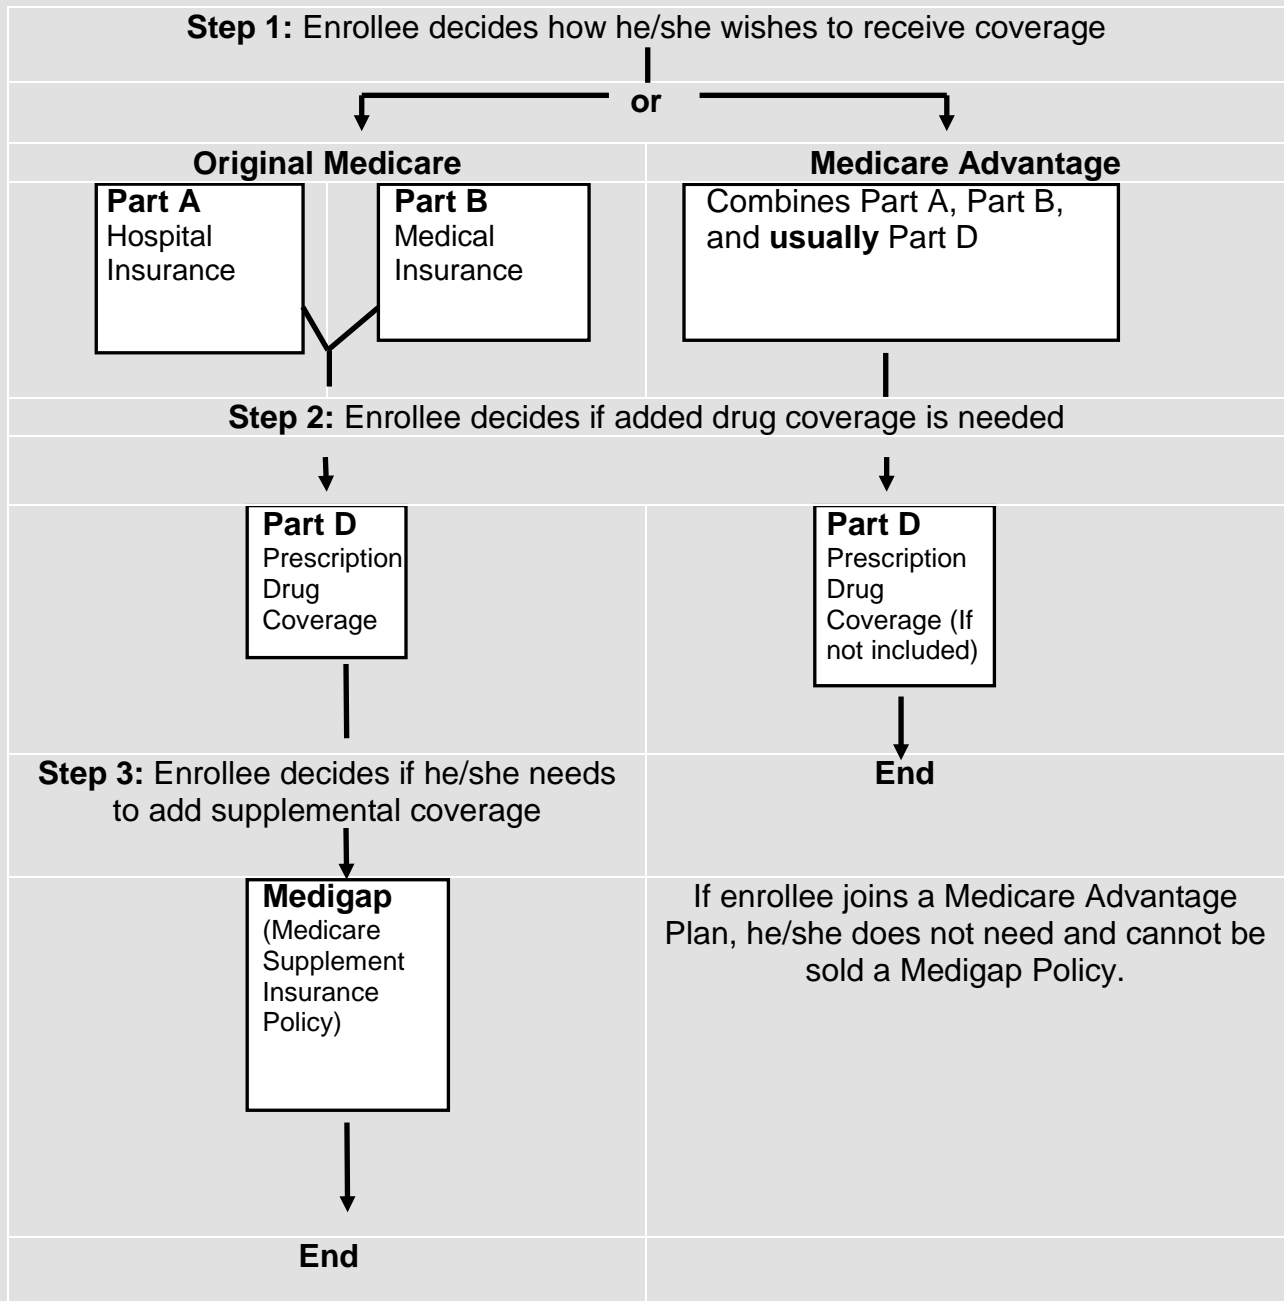 Step 1: Enrollee decides how he/she wishes to receive coverage
or
Original Medicare
Medicare Advantage
Part A
Hospital
Insurance
Part B
Medical
Insurance
Combines Part A, Part B,
and usually Part D
Step 2: Enrollee decides if added drug coverage is needed
Part D
Prescription
Drug
Coverage
Part D
Prescription
Drug
Coverage (If
not included)
Step 3: Enrollee decides if he/she needs
to add supplemental coverage
End
Medigap
(Medicare
Supplement
Insurance
Policy)
If enrollee joins a Medicare Advantage
Plan, he/she does not need and cannot be
sold a Medigap Policy.
End